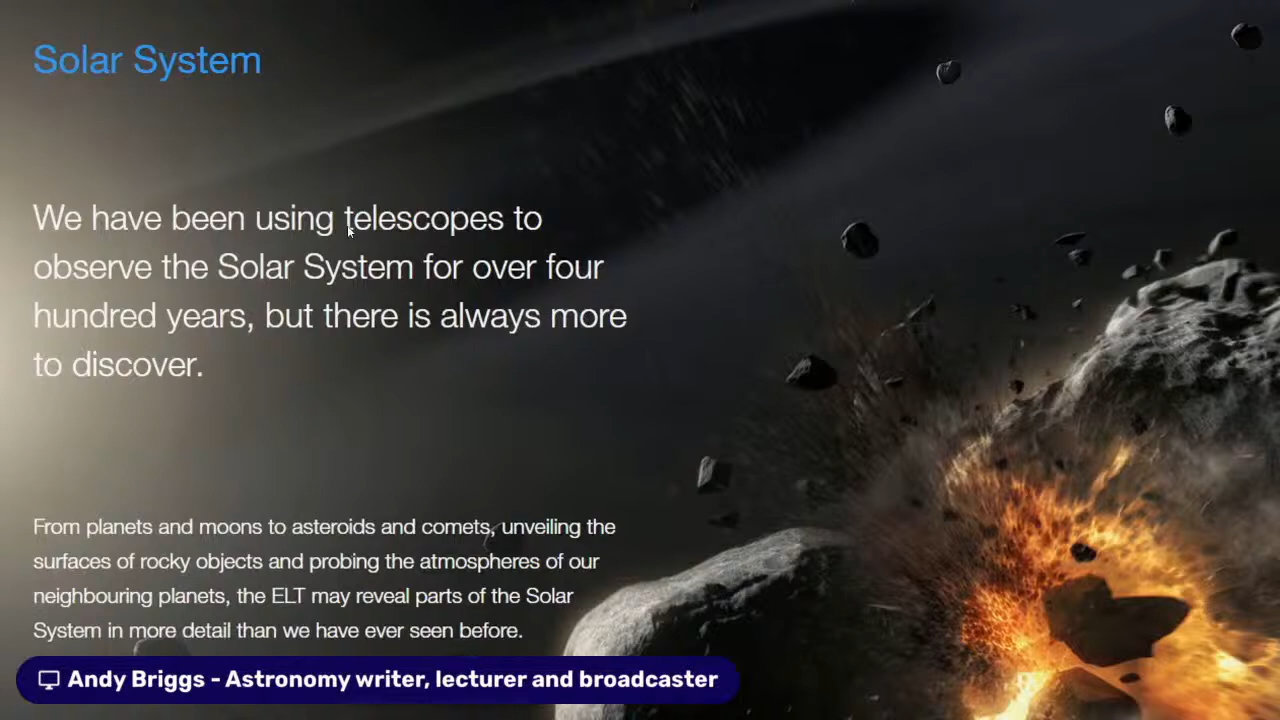 Solar System
We have been using telescopes to
observe the Solar System for over four
hundred years, but there is always more
to discover.
From planets and moons to asteroids and comets, unveiling the
surfaces of rocky objects and probing the atmospheres of our
neighbouring planets, the ELT may reveal parts of the Solar
System in more detail than we have ever seen before.
Andy Briggs - Astronomy writer, lecturer and broadcaster